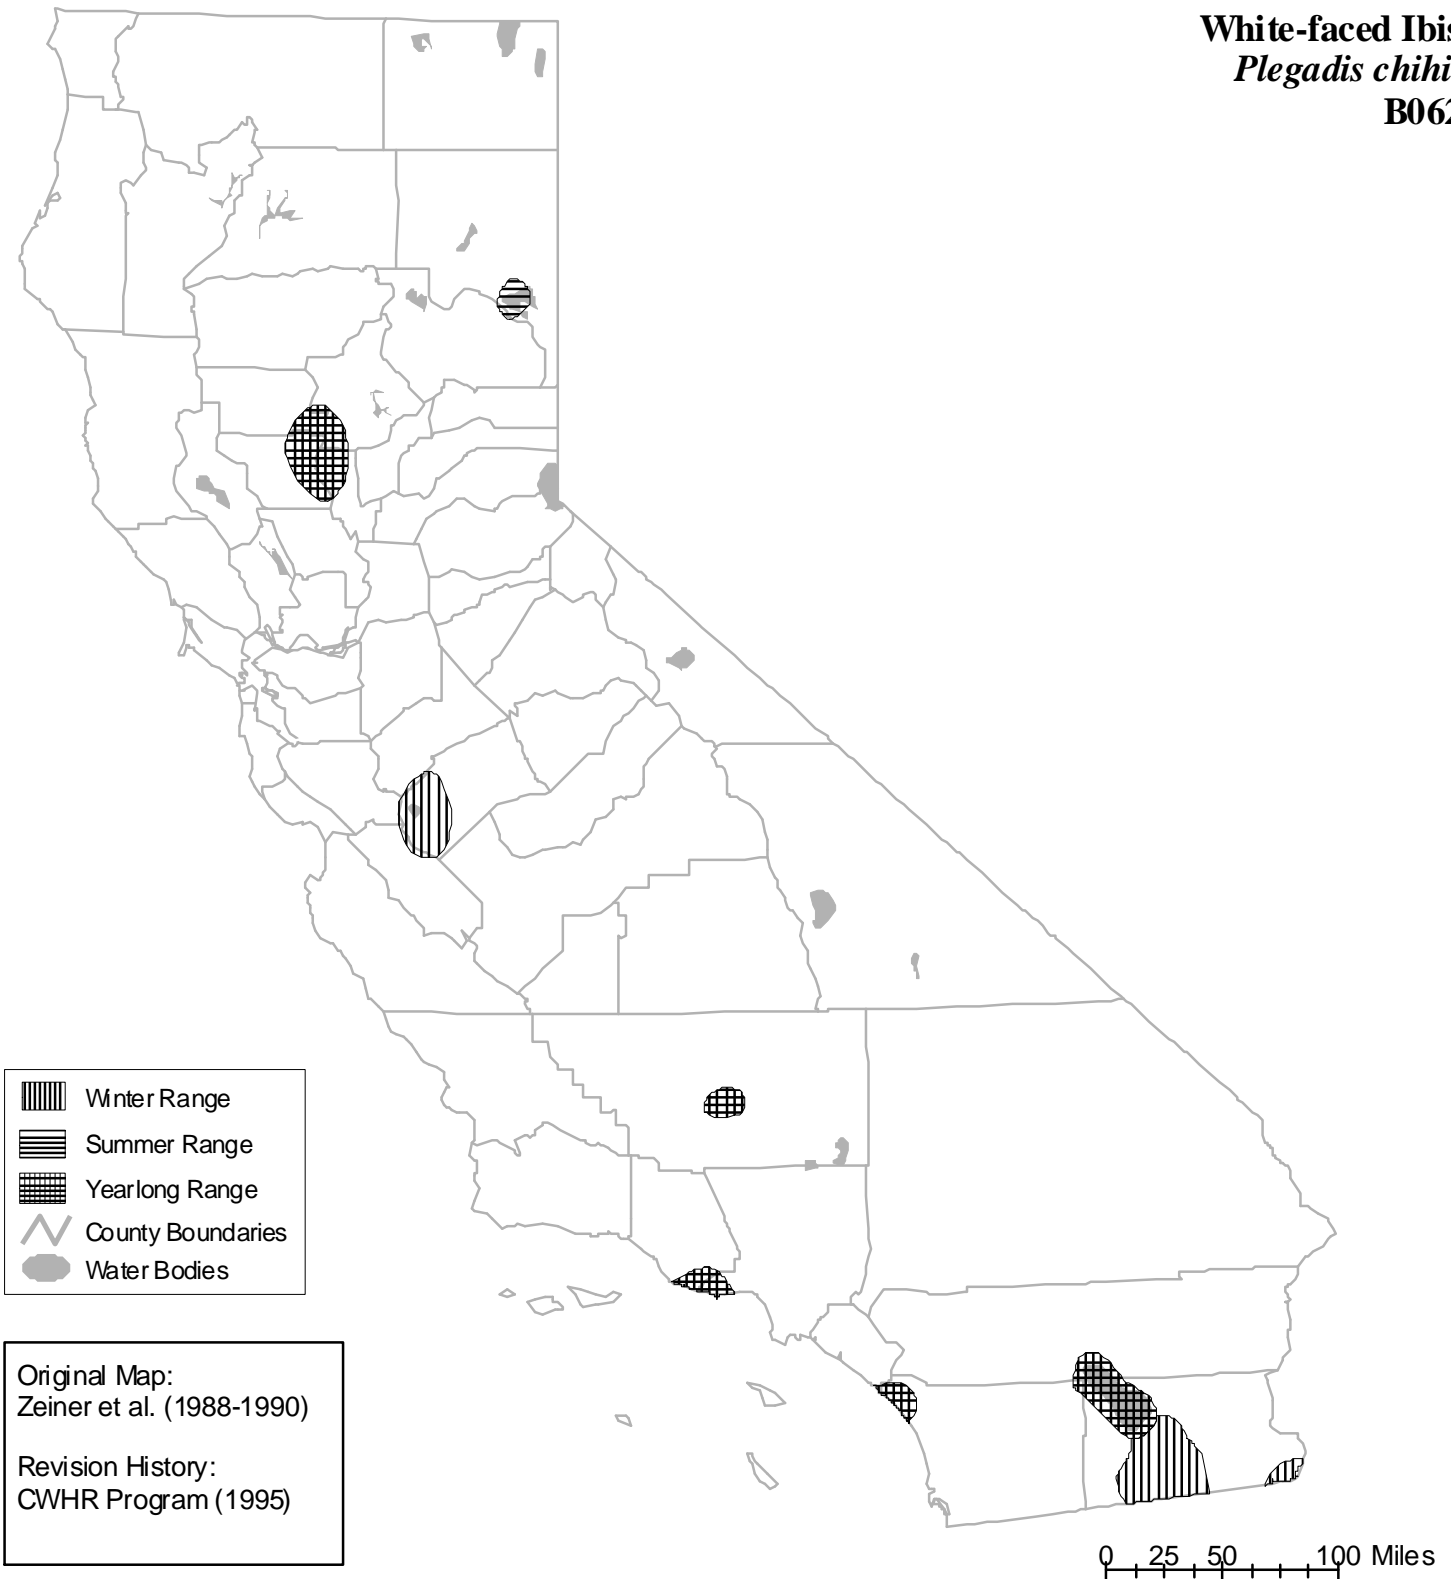 White-faced Ibis
Plegadis chihi
B062
Winter Range
Summer Range
Yearlong Range
County Boundaries
Water Bodies
Original Map:
Zeiner et al. (1988-1990)
Revision History:
CWHR Program (1995)
0 25 50 100 Miles